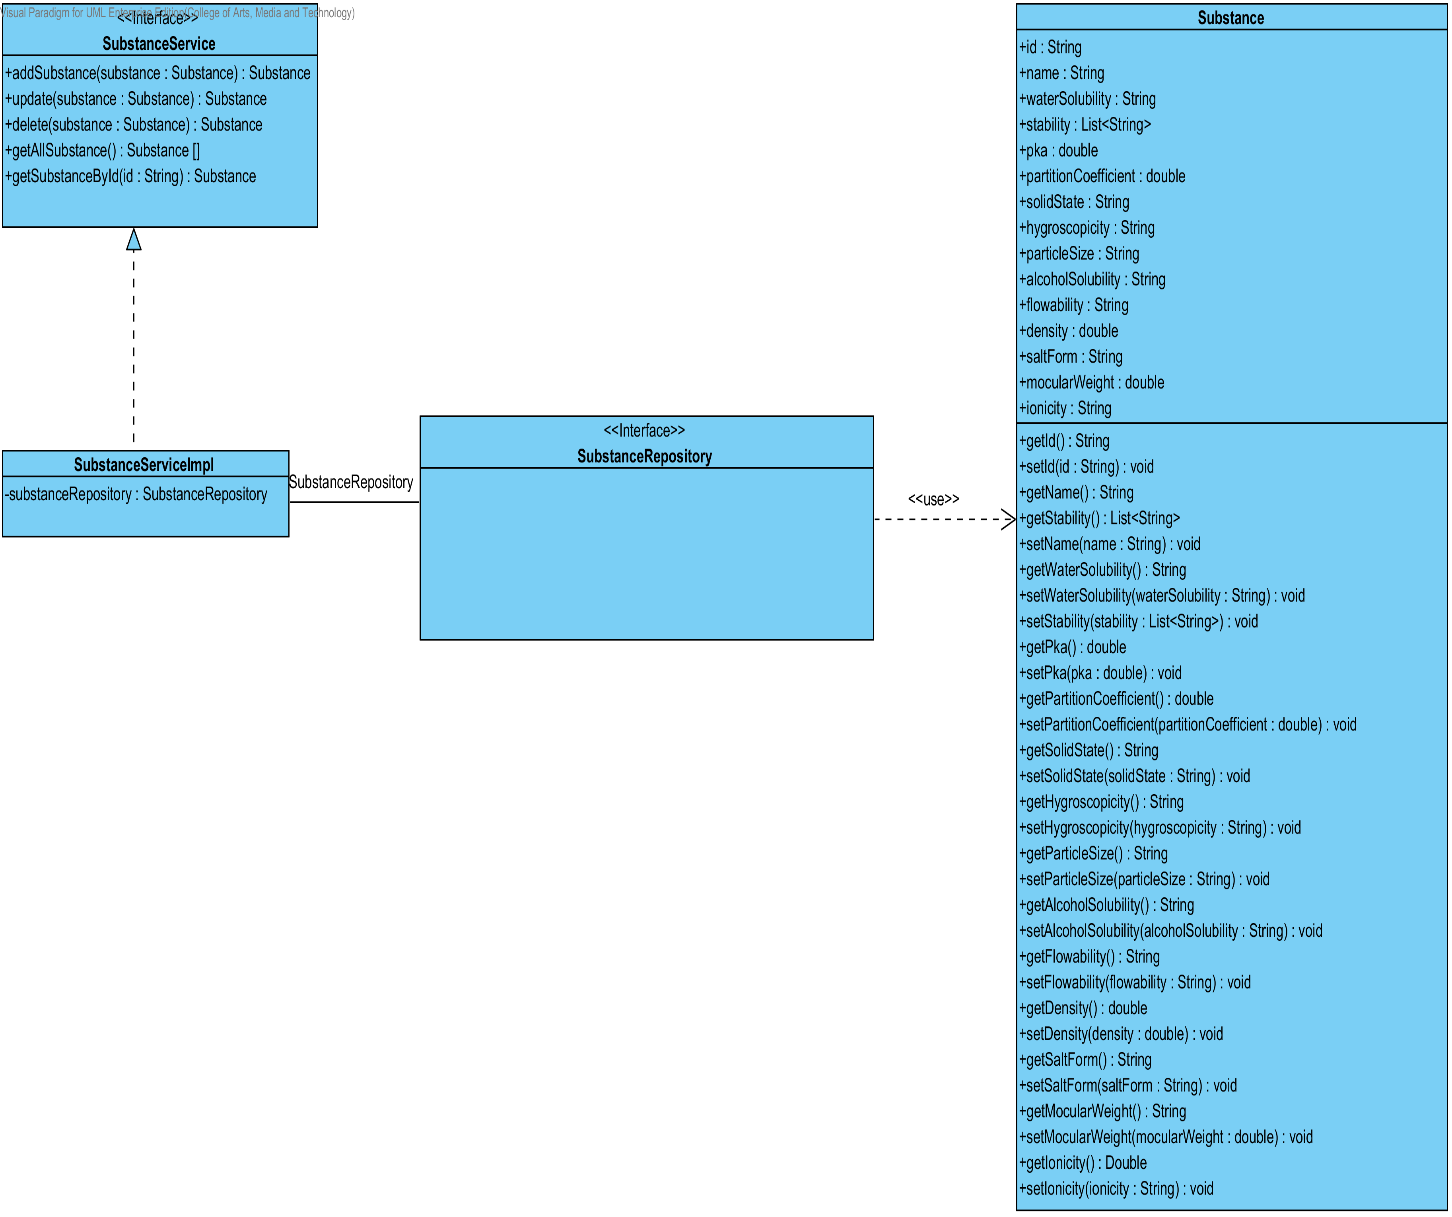 Visual Paradigm for UML Enterprise Edition(College of Arts, Media and Technology)
<<Interface>>
SubstanceService
+addSubstance(substance : Substance) : Substance
+update(substance : Substance) : Substance
+delete(substance : Substance) : Substance
+getAllSubstance() : Substance []
+getSubstanceById(id : String) : Substance
SubstanceServiceImpl
-substanceRepository : SubstanceRepository
SubstanceRepository
<<Interface>>
SubstanceRepository
<<use>>
Substance
+id : String
+name : String
+waterSolubility : String
+stability : List<String>
+pka : double
+partitionCoefficient : double
+solidState : String
+hygroscopicity : String
+particleSize : String
+alcoholSolubility : String
+flowability : String
+density : double
+saltForm : String
+mocularWeight : double
+ionicity : String
+getId() : String
+setId(id : String) : void
+getName() : String
+getStability() : List<String>
+setName(name : String) : void
+getWaterSolubility() : String
+setWaterSolubility(waterSolubility : String) : void
+setStability(stability : List<String>) : void
+getPka() : double
+setPka(pka : double) : void
+getPartitionCoefficient() : double
+setPartitionCoefficient(partitionCoefficient : double) : void
+getSolidState() : String
+setSolidState(solidState : String) : void
+getHygroscopicity() : String
+setHygroscopicity(hygroscopicity : String) : void
+getParticleSize() : String
+setParticleSize(particleSize : String) : void
+getAlcoholSolubility() : String
+setAlcoholSolubility(alcoholSolubility : String) : void
+getFlowability() : String
+setFlowability(flowability : String) : void
+getDensity() : double
+setDensity(density : double) : void
+getSaltForm() : String
+setSaltForm(saltForm : String) : void
+getMocularWeight() : String
+setMocularWeight(mocularWeight : double) : void
+getIonicity() : Double
+setIonicity(ionicity : String) : void